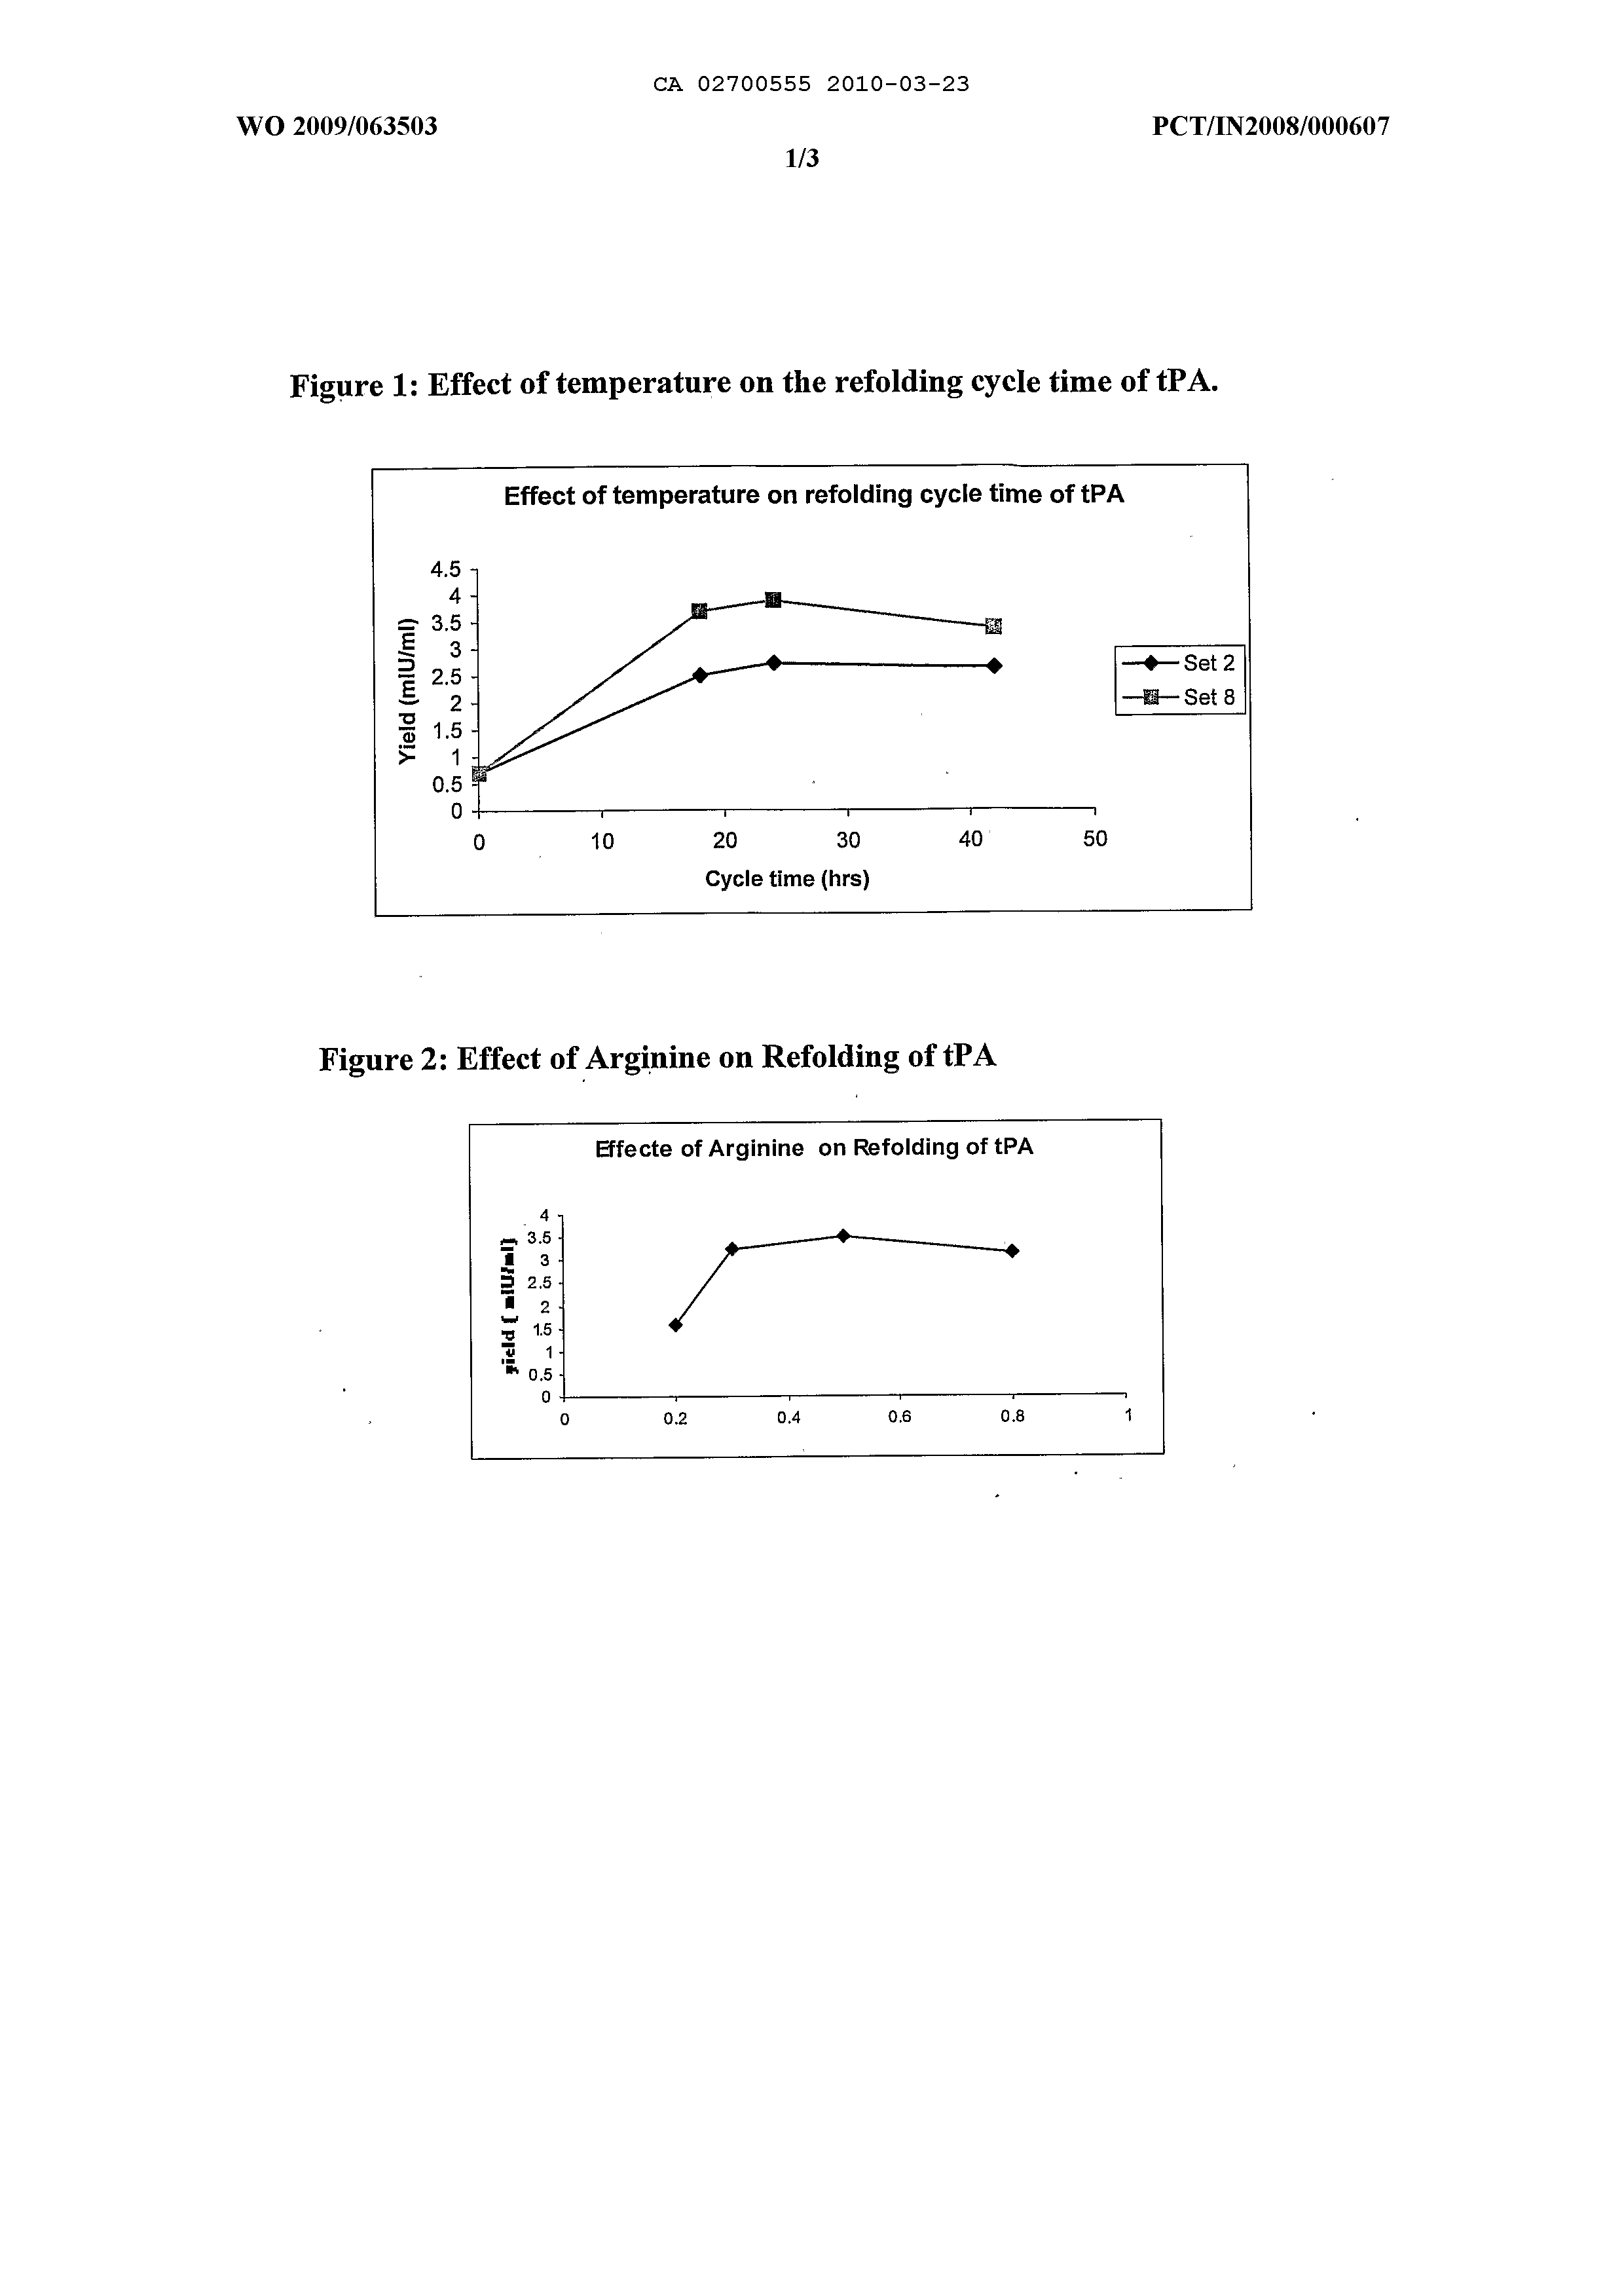 CA 02700555 2010-03-23
WO 2009/063503 PCT/IN2008/000607
1/3
Figure 1: Effect of temperature on the refolding cycle time of tPA.
Effect of temperature on refolding cycle time of tPA
4.5
4
3.5
3
2.5
2
1.5
1
0.5
0
Yield (mIU/ml)
0 10 20 30 40 50
Cycle time (hrs)
Set 2
Set 8
Figure 2: Effect of Arginine on Refolding of tPA
Effecte of Arginine on Refolding of tPA
4
3.5
3
2.5
2
1.5
1
0.5
0
yield ( mIU/ml)
0 0.2 0.4 0.6 0.8 1